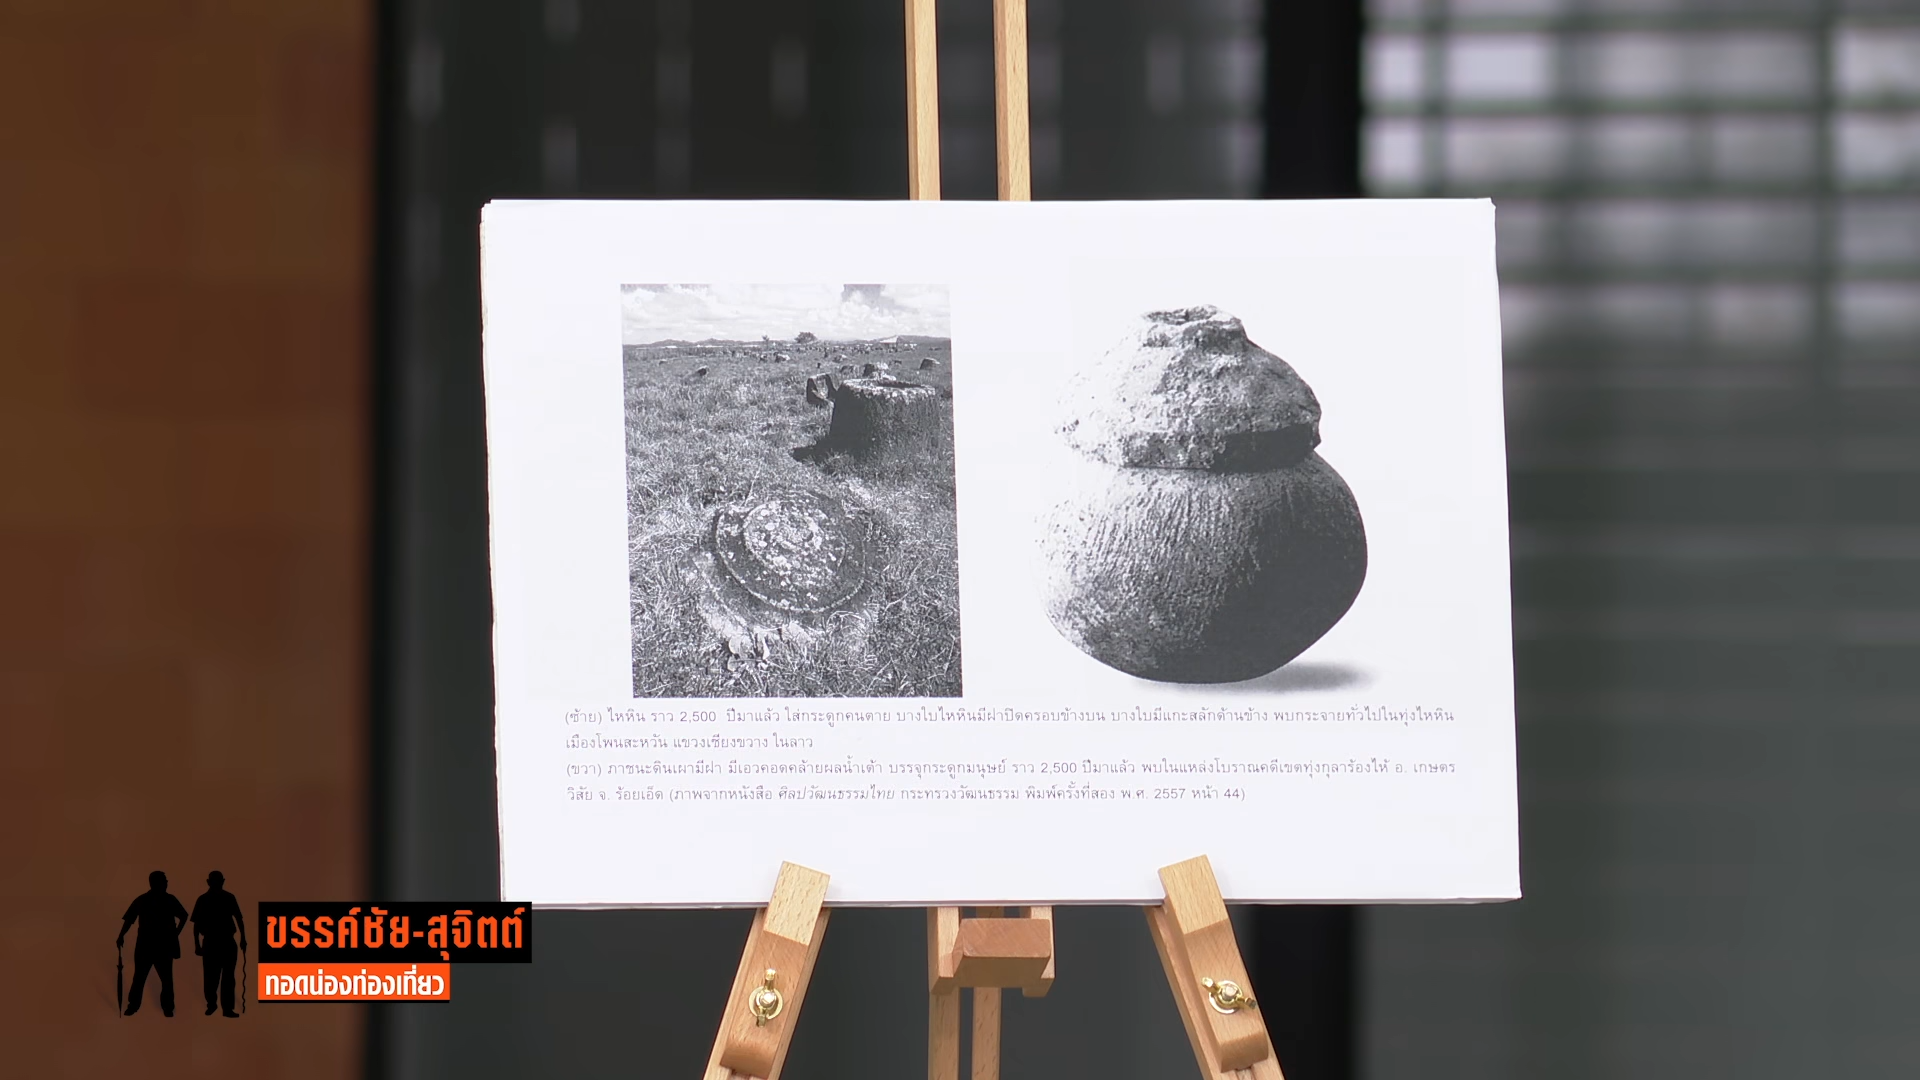 (ซ้าย) ไหหิน ราว 2,500 ปีมาแล้ว ใส่กระดูกคนตาย บางใบไหหินมีฝาปิดครอบข้างบน บางใบมีแกะสลักด้านข้าง พบกระจายทั่วไปในทุ่งไหหิน
เมืองโพนสะหวัน แขวงเชียงขวาง ในลาว
(ขวา) ภาชนะดินเผามีฝา มีเอวคอดคล้ายผลน้ำเต้า บรรจุกระดูกมนุษย์ ราว 2,500 ปีมาแล้ว พบในแหล่งโบราณคดีเขตทุ่งกุลาร้องไห้ อ. เกษตร
วิสัย จ. ร้อยเอ็ด (ภาพจากหนังสือ ศิลปวัฒนธรรมไทย กระทรวงวัฒนธรรม พิมพ์ครั้งที่สอง พ.ศ. 2557 หน้า 44)
ขรรค์ชัย-สุจิตต์
ทอดน่องท่องเที่ยว